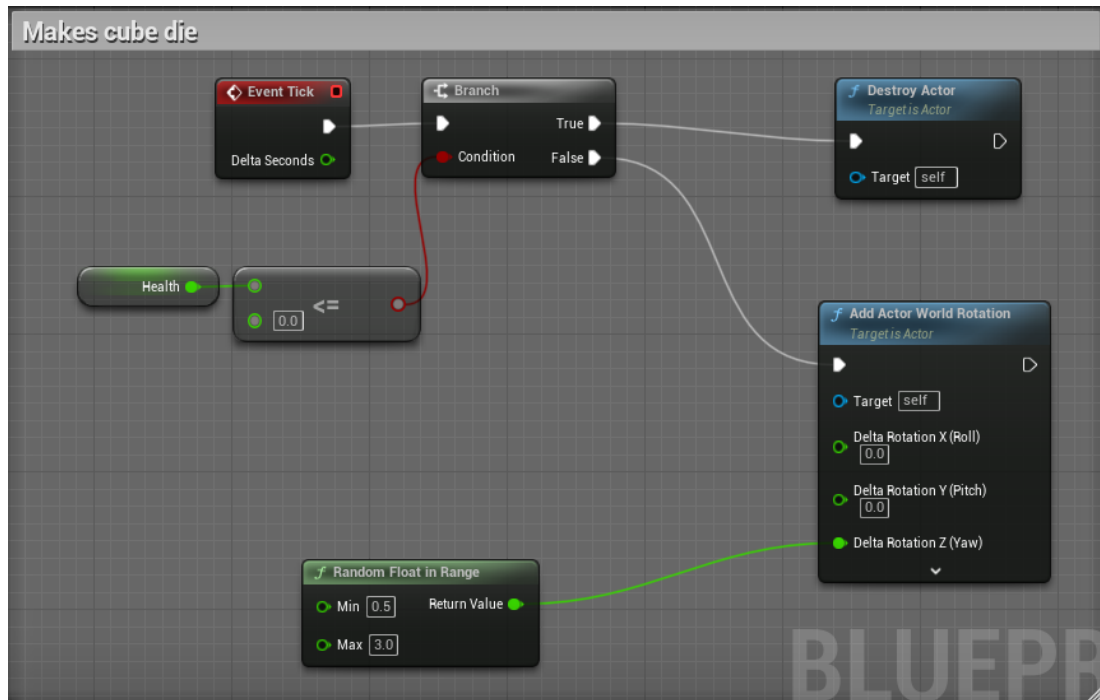 Makes cube die
Event Tick
Delta Seconds
Branch
True
Condition
False
Destroy Actor
Target is Actor
Target self
Health
<=
0.0
Add Actor World Rotation
Target is Actor
Target self
Delta Rotation X (Roll)
0.0
Delta Rotation Y (Pitch)
0.0
Delta Rotation Z (Yaw)
Random Float in Range
Min 0.5 Return Value
Max 3.0
BLUEPR